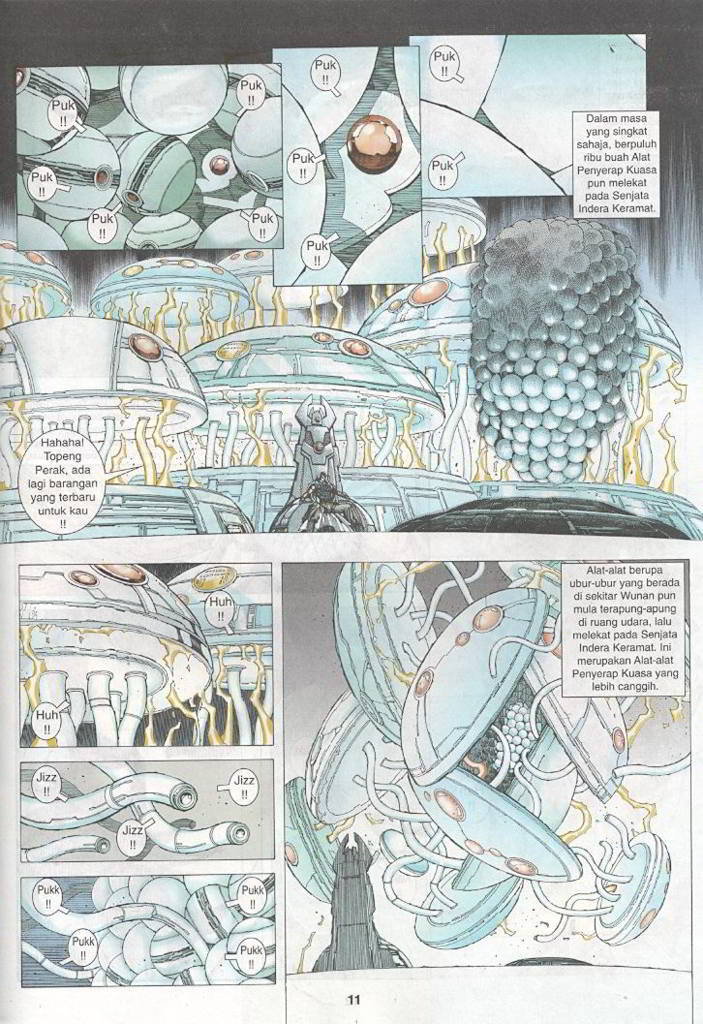 Puk
!!
Puk
!!
Puk
!!
Puk
!!
Puk
!!
Puk
!!
Puk
!!
Puk
!!
Puk
!!
Puk
!!
Dalam masa
yang singkat
sahaja, berpuluh
ribu buah Alat
Penyerap Kuasa
pun melekat
pada Senjata
Indera Keramat.
Hahaha!
Topeng
Perak, ada
lagi barangan
yang terbaru
untuk kau
!!
Huh
!!
Huh
!!
Jizz
!!
Jizz
!!
Jizz
!!
Pukk
!!
Pukk
!!
Pukk
!!
Pukk
!!
Alat-alat berupa
ubur-ubur yang berada
di sekitar Wunan pun
mula terapung-apung
di ruang udara, lalu
melekat pada Senjata
Indera Keramat. Ini
merupakan Alat-alat
Penyerap Kuasa yang
lebih canggih.
11